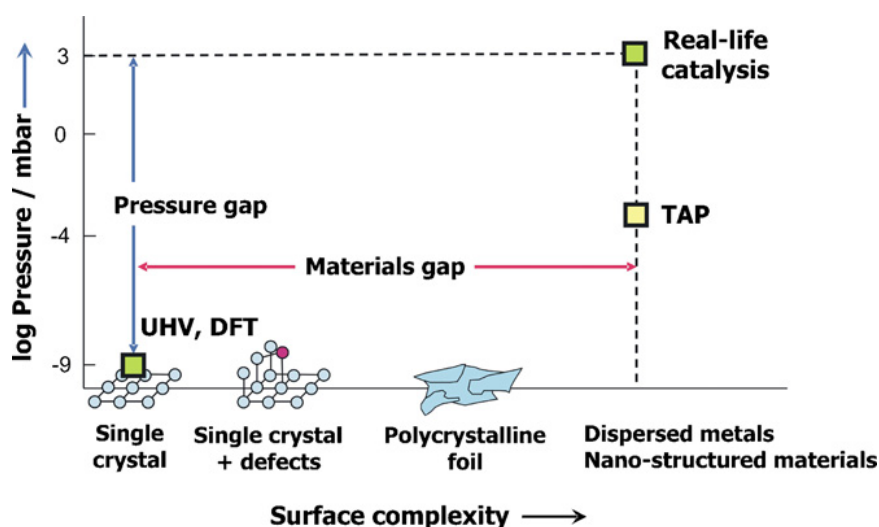 log Pressure / mbar
3
0
-4
-9
Real-life
catalysis
Pressure gap
TAP
Materials gap
UHV, DFT
Single
crystal
Single crystal
+ defects
Polycrystalline
foil
Dispersed metals
Nano-structured materials
Surface complexity